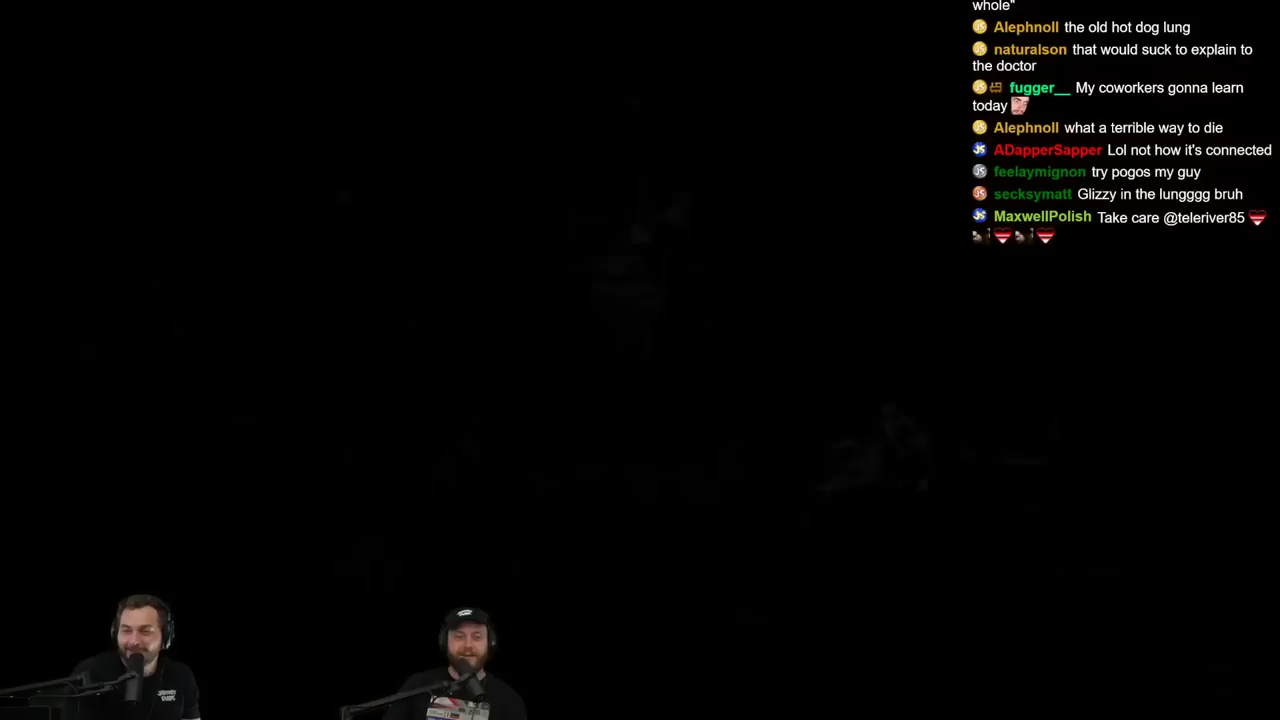 whole"
Alephnoll the old hot dog lung
naturalson that would suck to explain to
the doctor
fugger__ My coworkers gonna learn
today
Alephnoll what a terrible way to die
ADapperSapper Lol not how it's connected
feelaymignon try pogos my guy
secksymatt Glizzy in the lungggg bruh
MaxwellPolish Take care @teleriver85